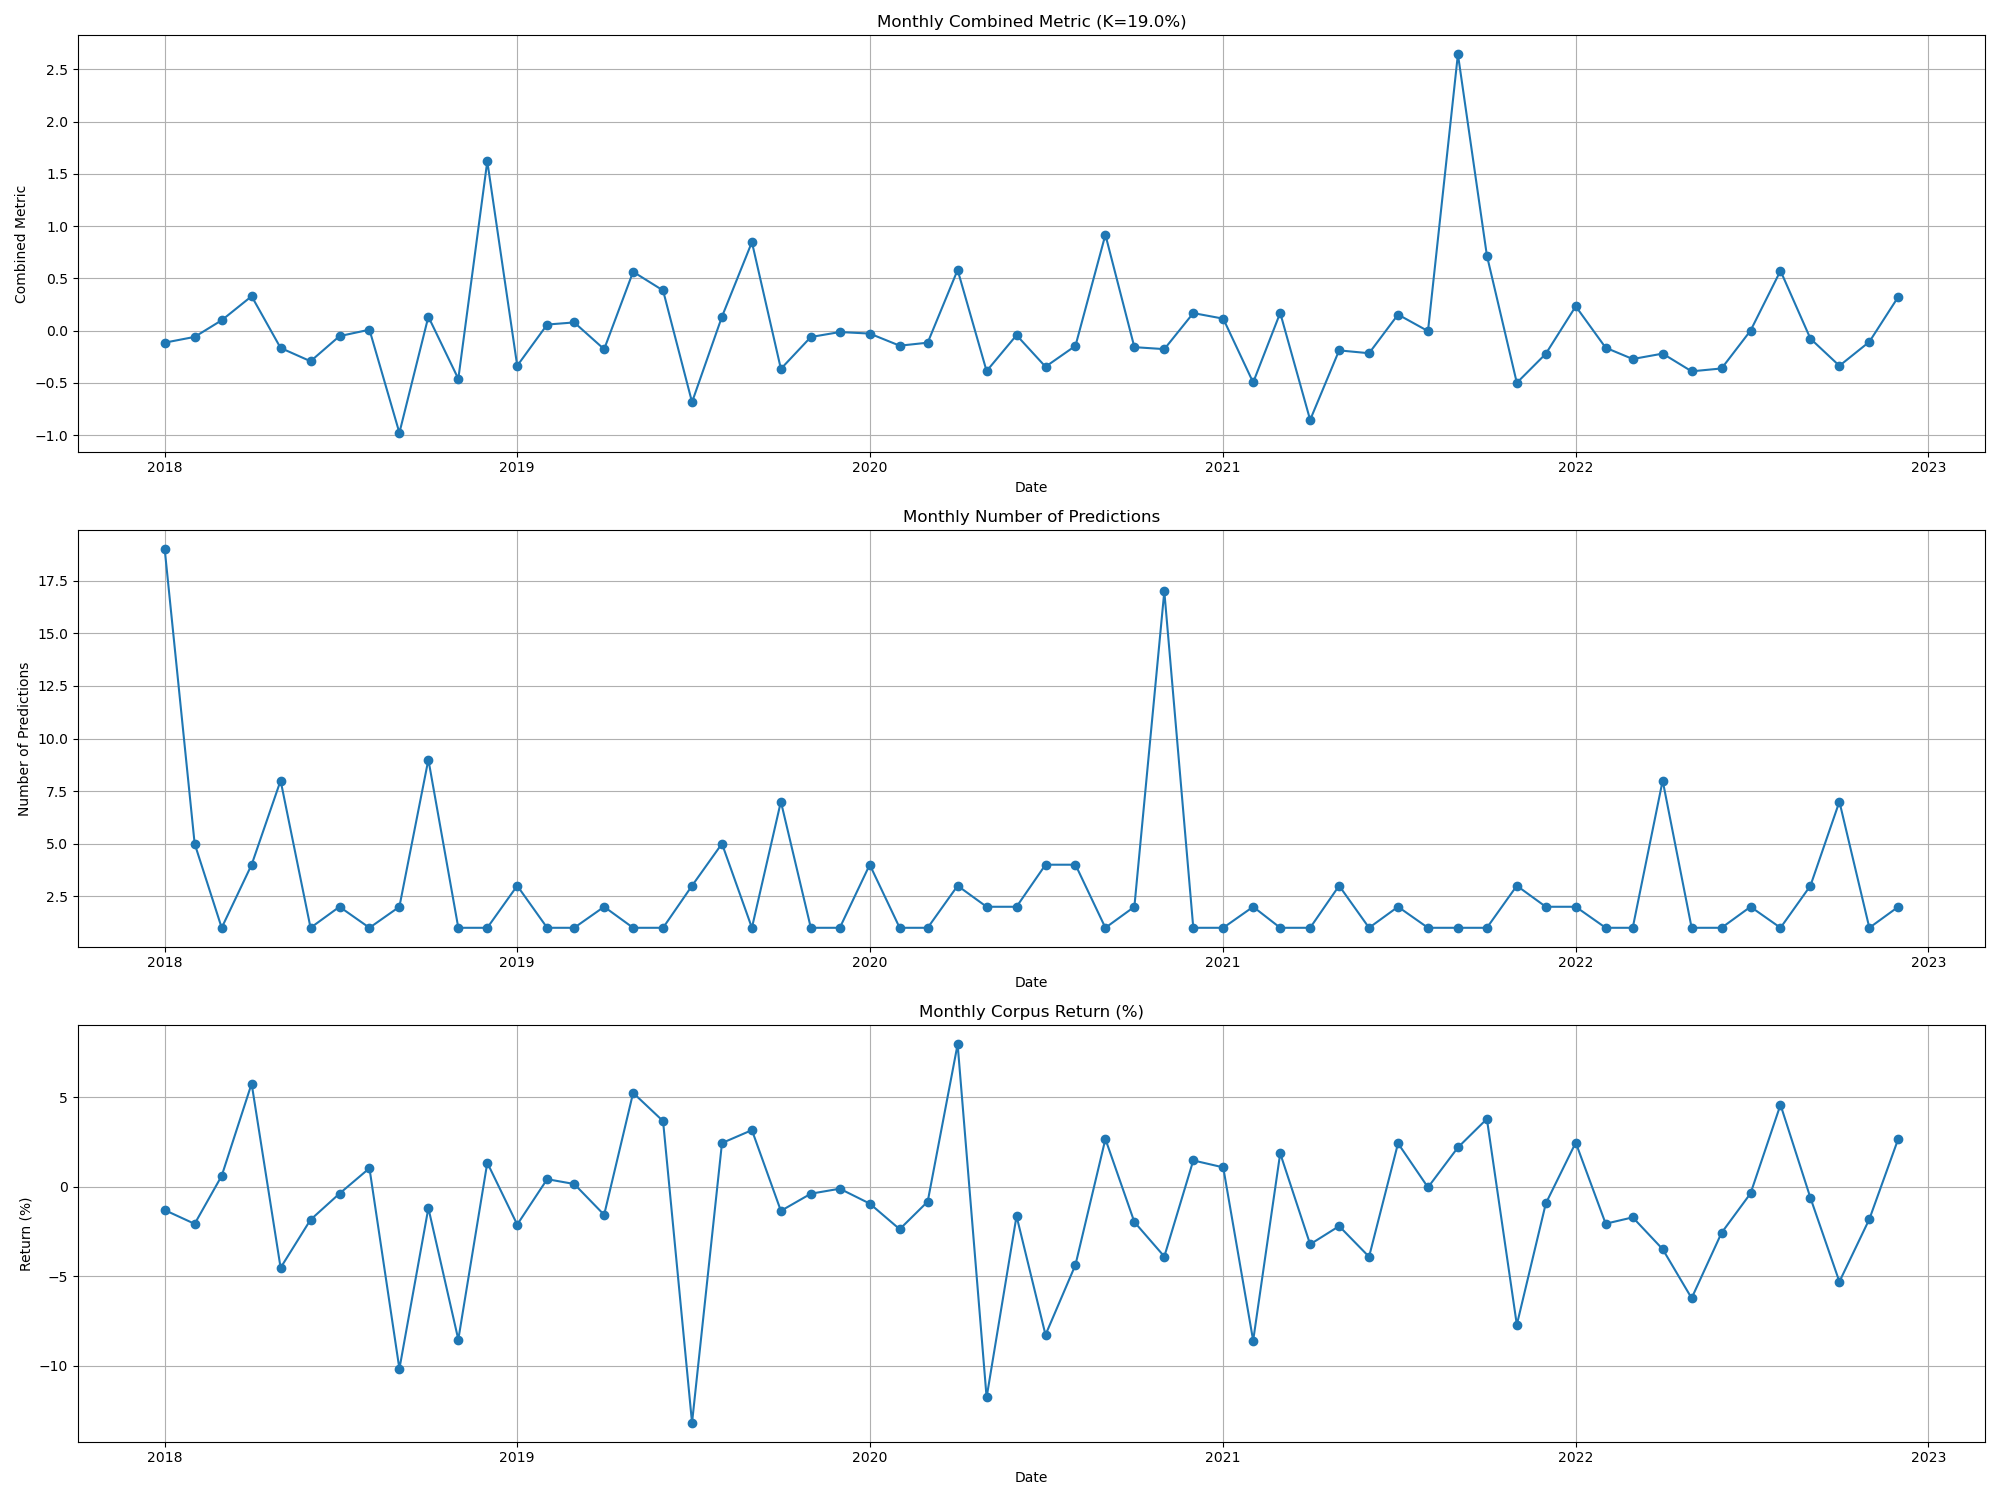 Monthly Combined Metric (K=19.0%)
2.5
2.0
1.5
1.0
0.5
0.0
−0.5
−1.0
Combined Metric
2018 2019 2020 2021 2022 2023
Date
Monthly Number of Predictions
17.5
15.0
12.5
10.0
7.5
5.0
2.5
Number of Predictions
2018 2019 2020 2021 2022 2023
Date
Monthly Corpus Return (%)
5
0
−5
−10
Return (%)
2018 2019 2020 2021 2022 2023
Date